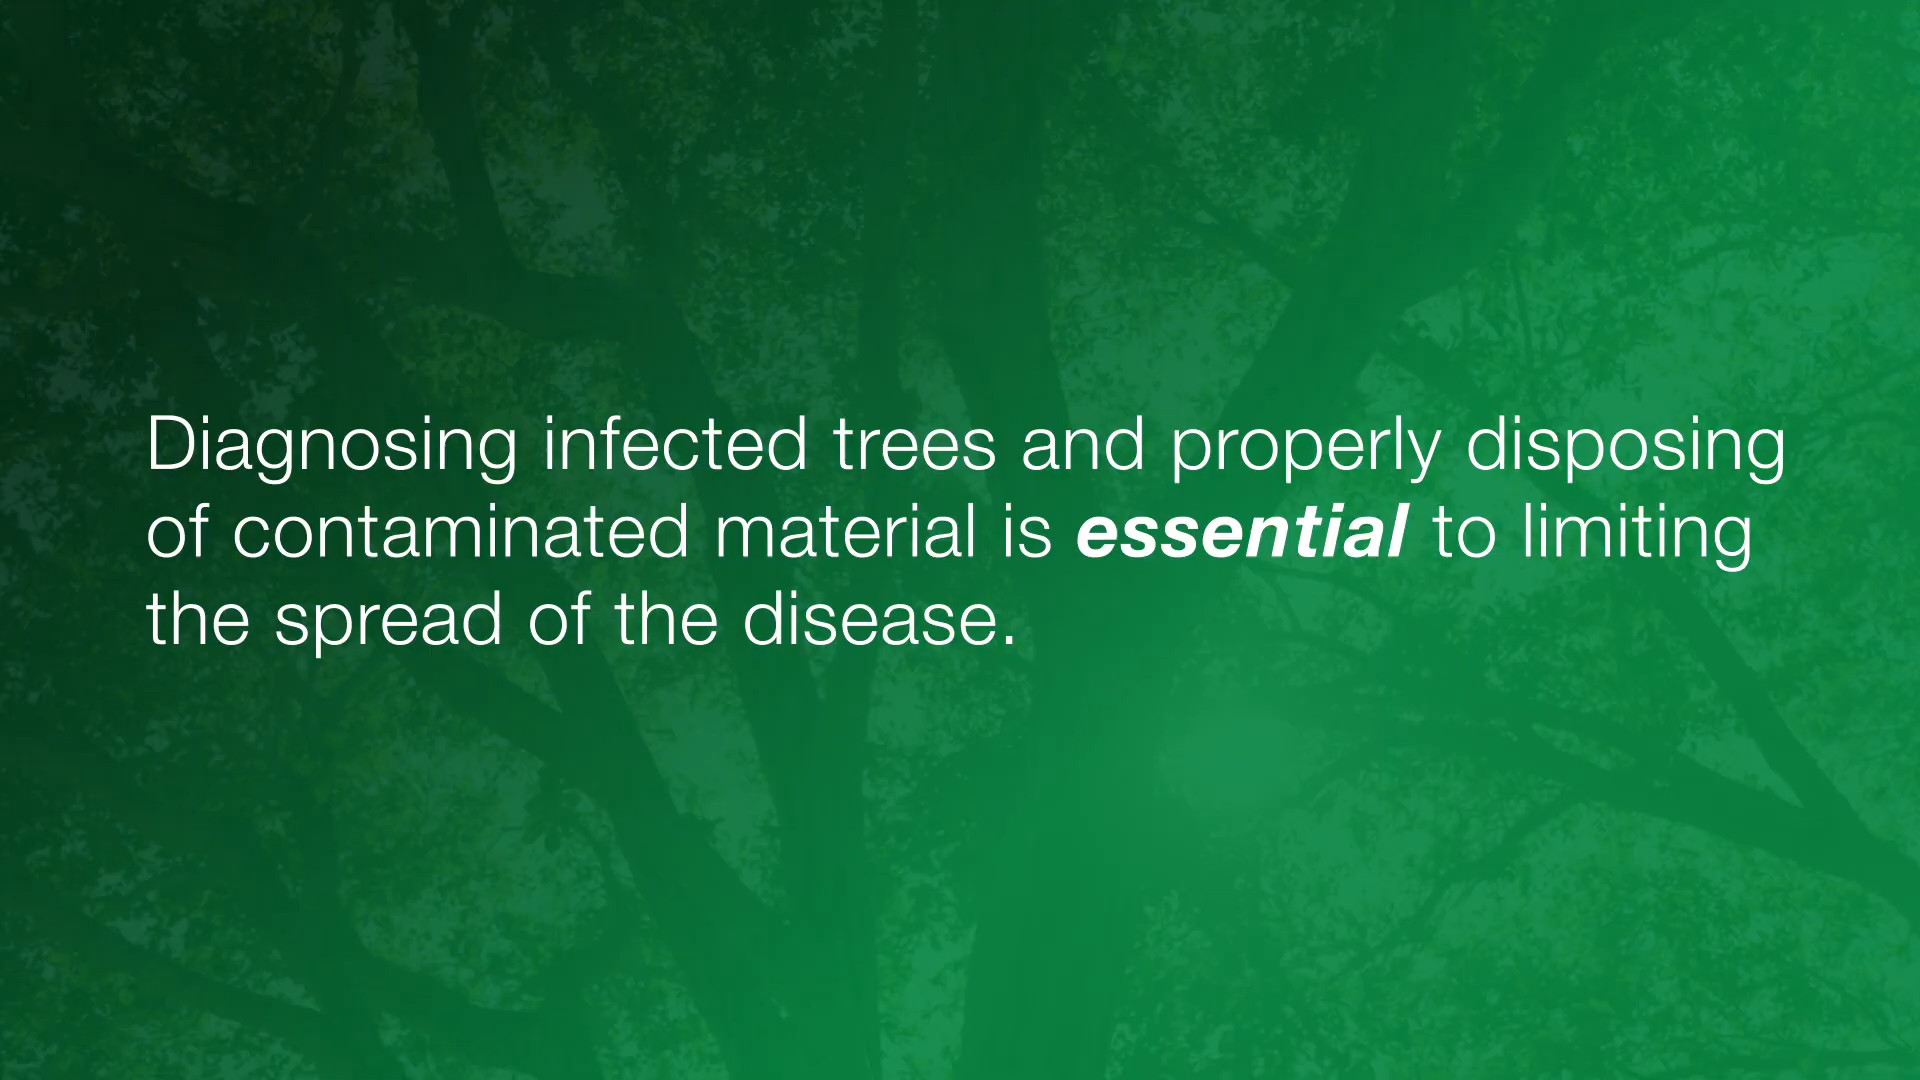 Diagnosing infected trees and properly disposing
of contaminated material is essential to limiting
the spread of the disease.